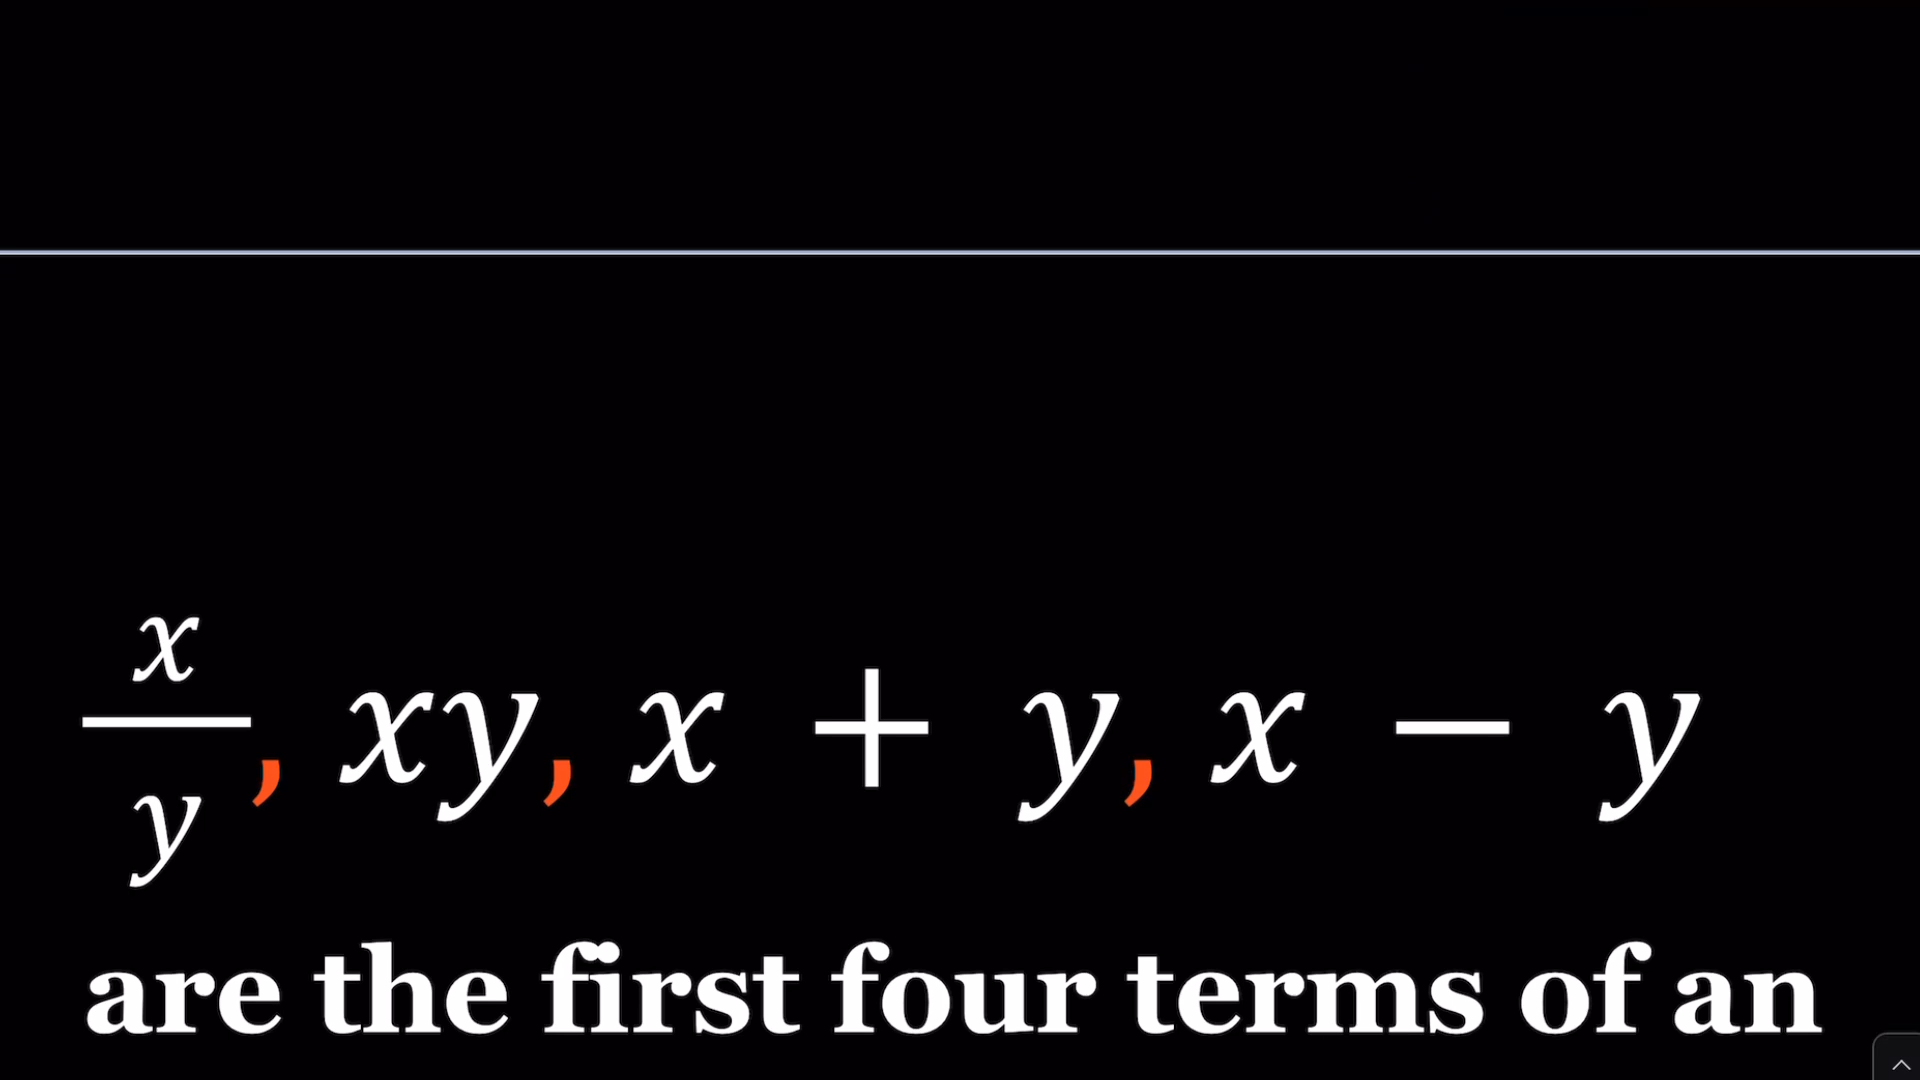 x/y, xy, x + y, x − y
are the first four terms of an